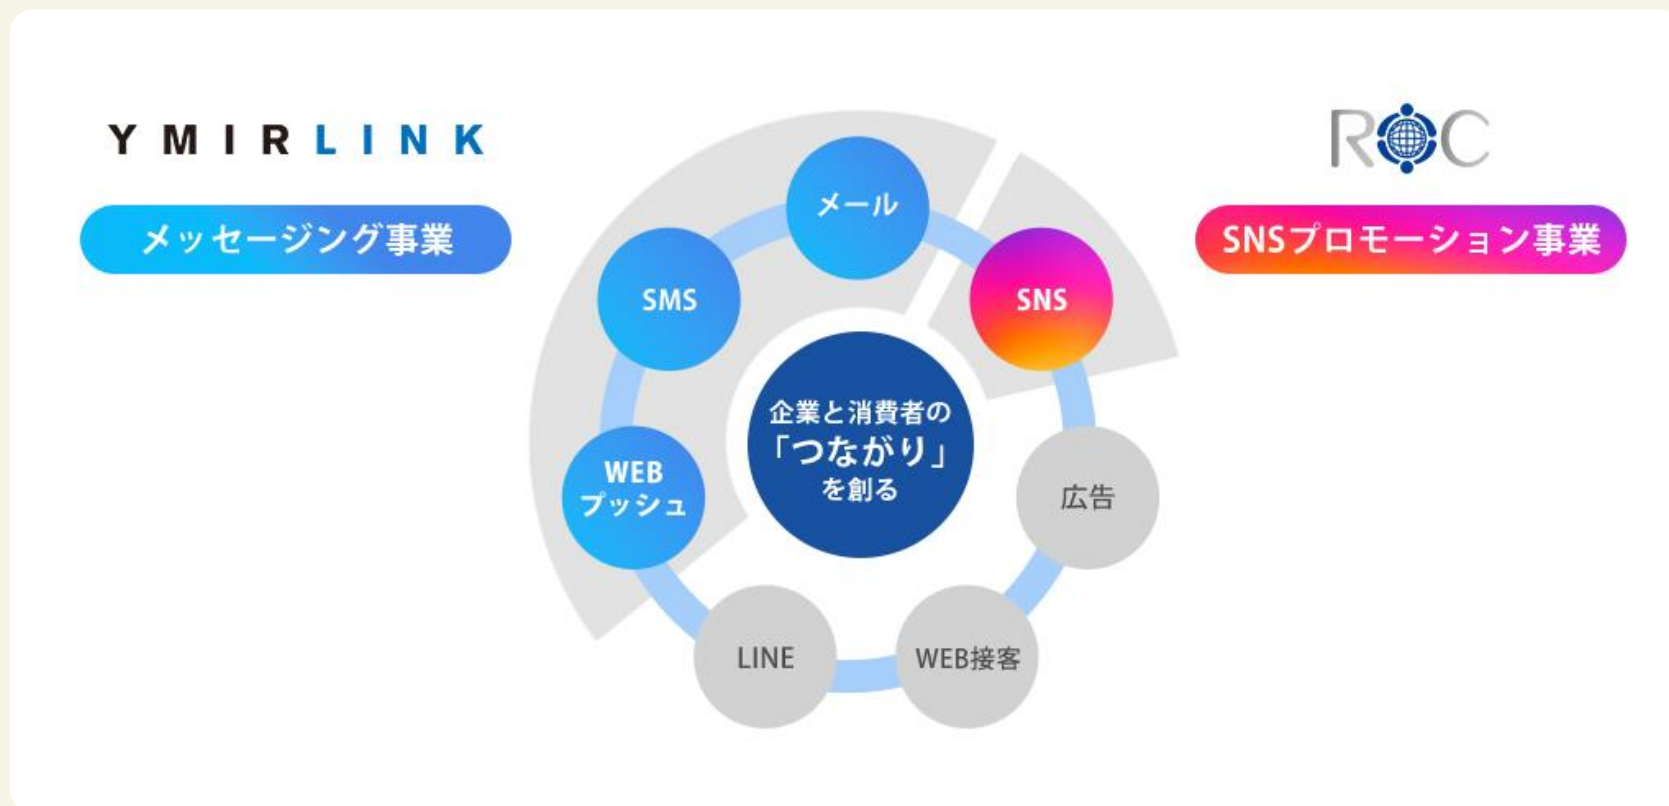 YMIRLINK
メッセージング事業
ROC
SNSプロモーション事業
メール
SMS
SNS
企業と消費者の
「つながり」
を創る
WEB
プッシュ
広告
LINE
WEB接客